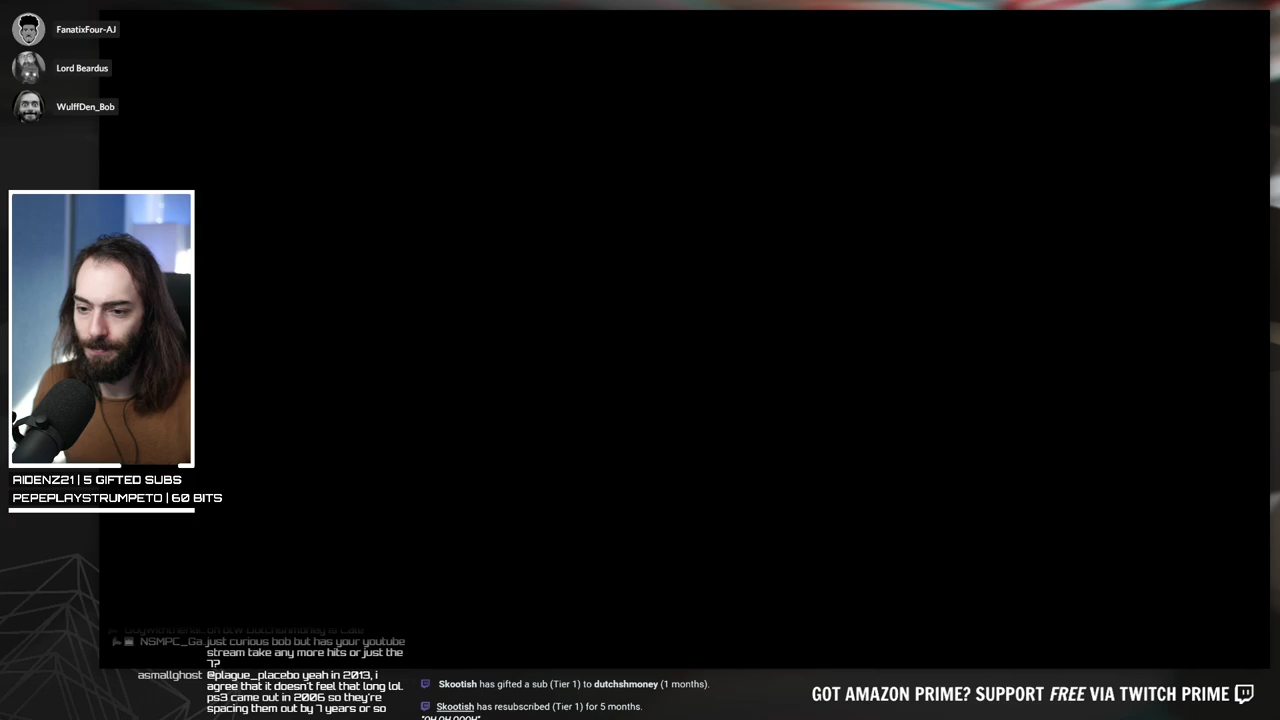 FanatixFour-AJ
Lord Beardus
WulffDen_Bob
AIDENZ21 | 5 GIFTED SUBS
PEPEPLAYSTRUMPETO | 60 BITS
NSMPC_Ga just curious bob but has your youtube
stream take any more hits or just the
7?
asmallghost @plague_placebo yeah in 2013, i
agree that it doesn't feel that long lol.
ps3 came out in 2006 so they're
spacing them out by 7 years or so
Skootish has gifted a sub (Tier 1) to dutchshmoney (1 months).
Skootish has resubscribed (Tier 1) for 5 months.
GOT AMAZON PRIME? SUPPORT FREE VIA TWITCH PRIME